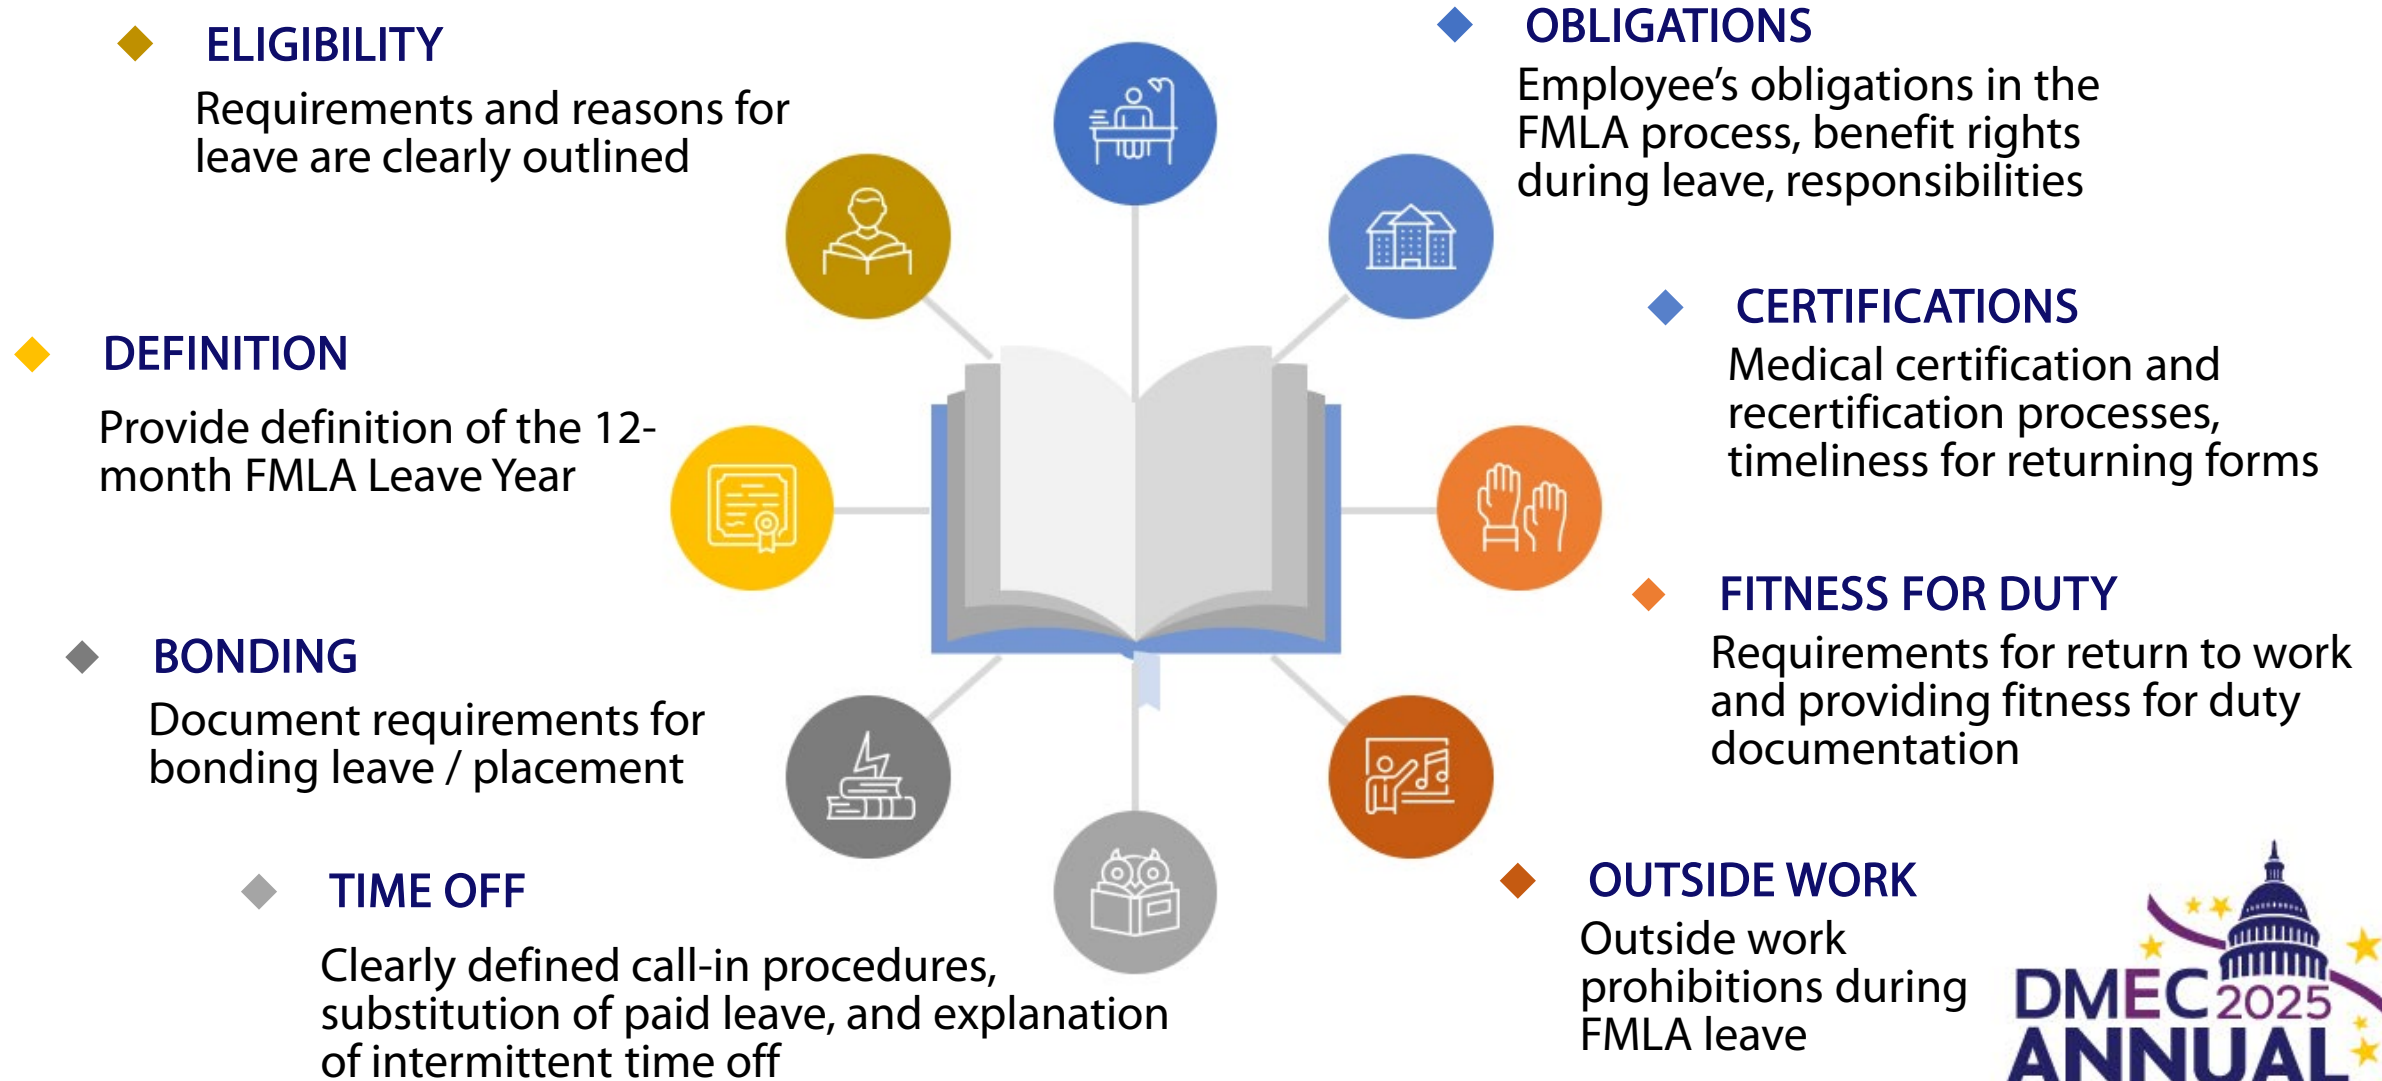 ELIGIBILITY
Requirements and reasons for
leave are clearly outlined
DEFINITION
Provide definition of the 12-
month FMLA Leave Year
BONDING
Document requirements for
bonding leave / placement
TIME OFF
Clearly defined call-in procedures,
substitution of paid leave, and explanation
of intermittent time off
OBLIGATIONS
Employee’s obligations in the
FMLA process, benefit rights
during leave, responsibilities
CERTIFICATIONS
Medical certification and
recertification processes,
timeliness for returning forms
FITNESS FOR DUTY
Requirements for return to work
and providing fitness for duty
documentation
OUTSIDE WORK
Outside work
prohibitions during
FMLA leave
DMEC 2025
ANNUAL